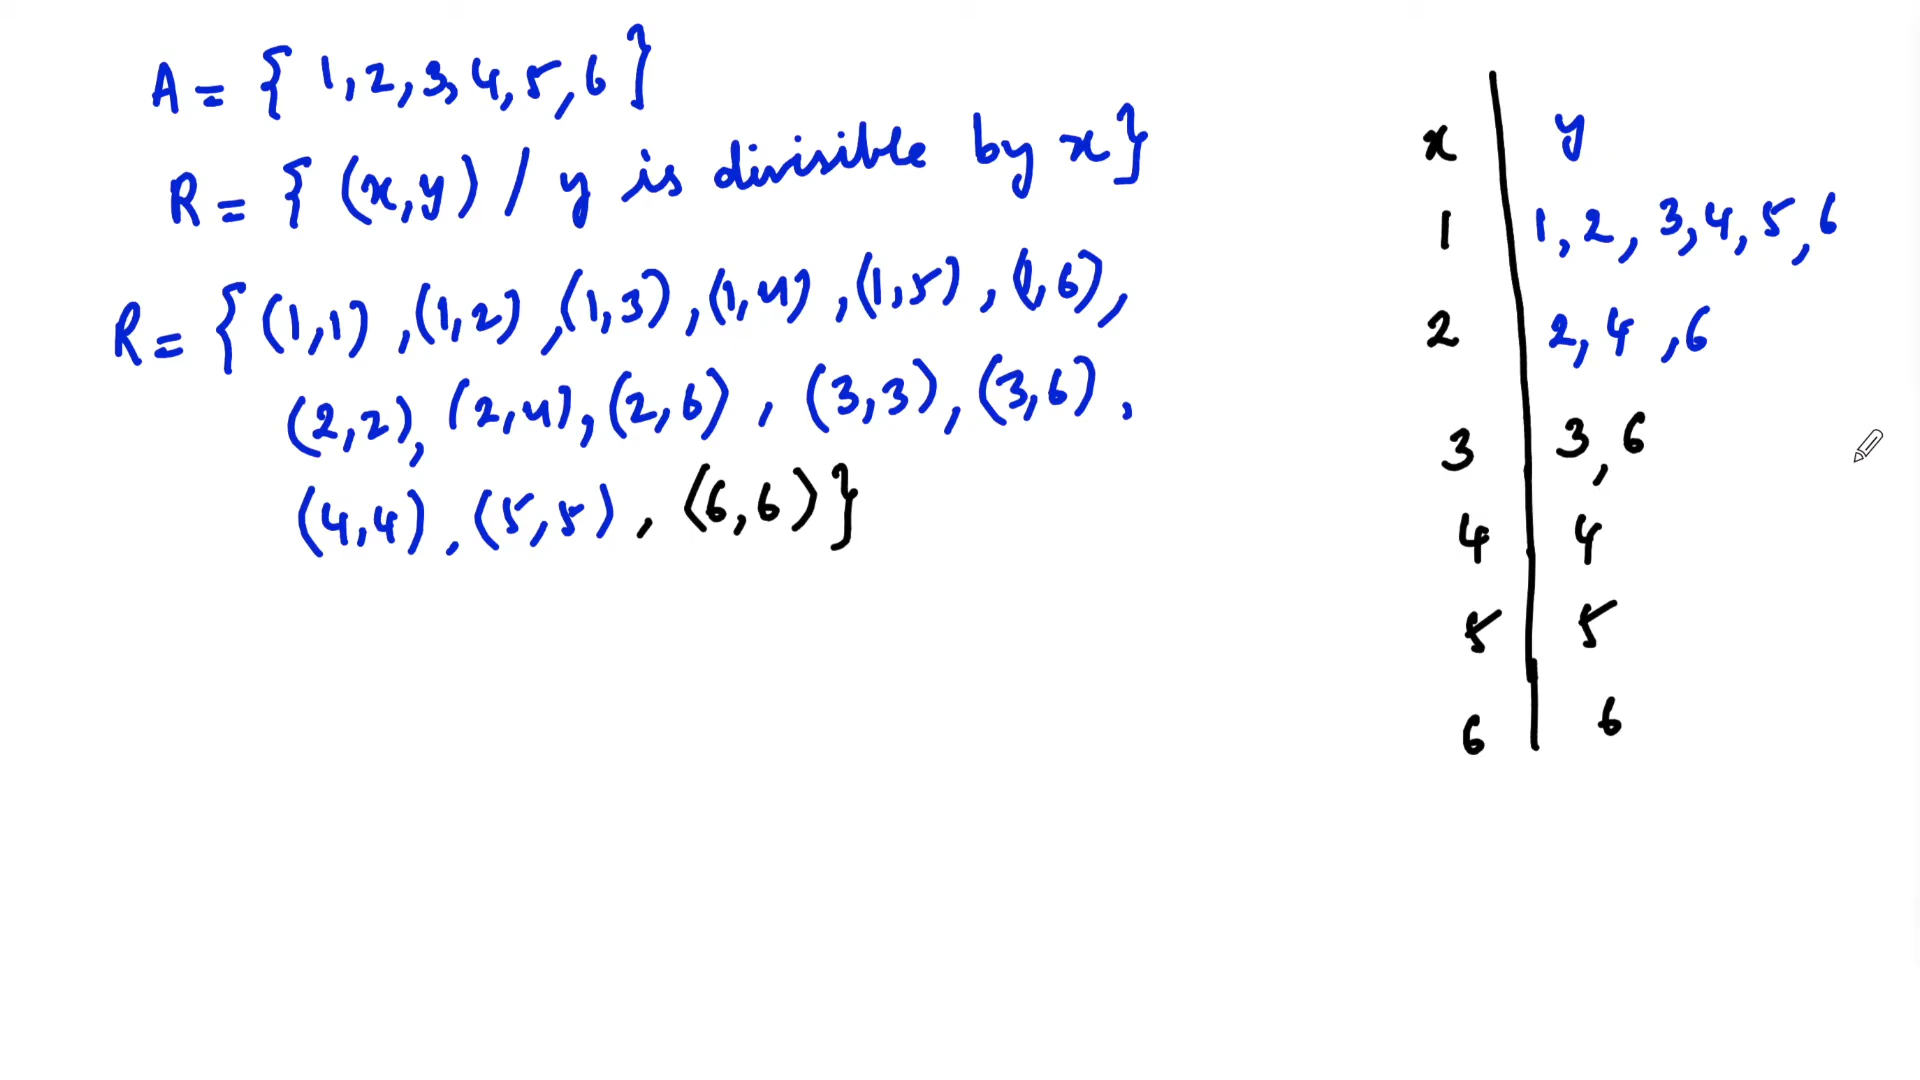 A = { 1, 2, 3, 4, 5, 6 }
R = { (x, y) / y is divisible by x }
R = { (1,1), (1,2), (1,3), (1,4), (1,5), (1,6),
(2,2), (2,4), (2,6), (3,3), (3,6),
(4,4), (5,5), (6,6) }
x y
1 1, 2, 3, 4, 5, 6
2 2, 4, 6
3 3, 6
4 4
5 5
6 6